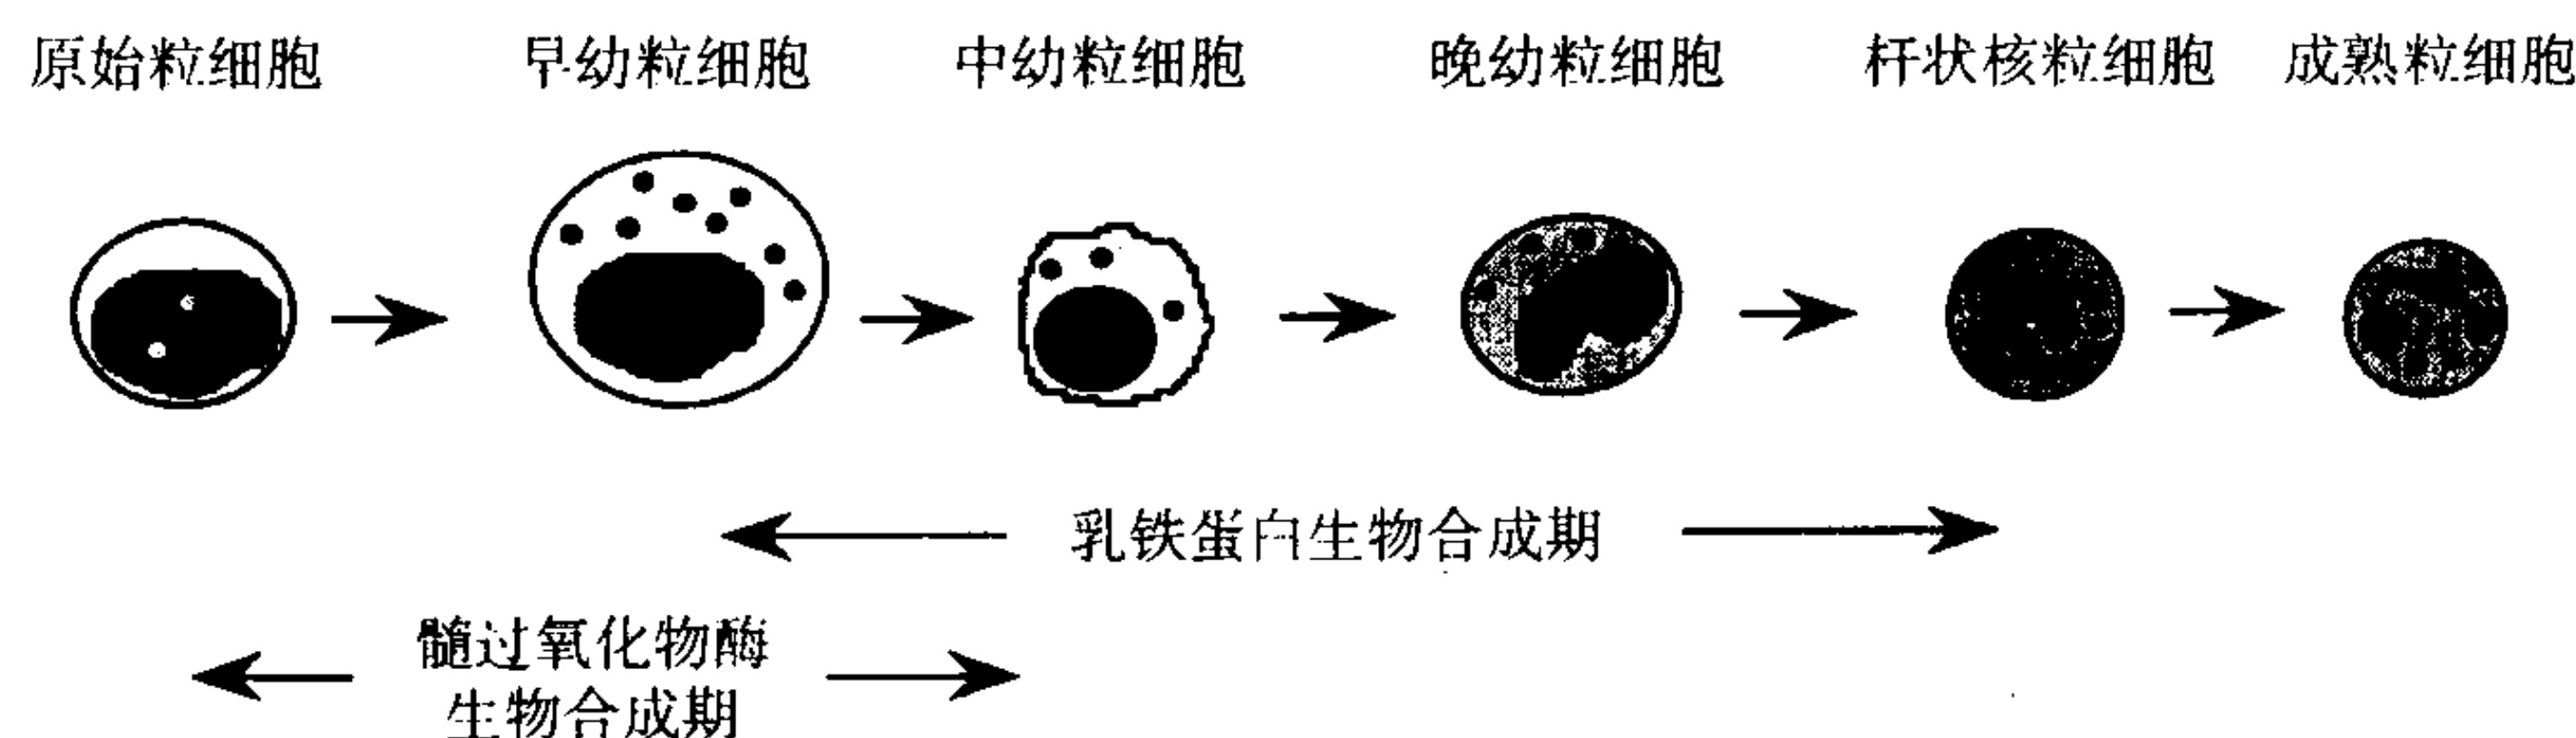 原始粒细胞 早幼粒细胞 中幼粒细胞 晚幼粒细胞 杆状核粒细胞 成熟粒细胞
乳铁蛋白生物合成期
髓过氧化物酶
生物合成期